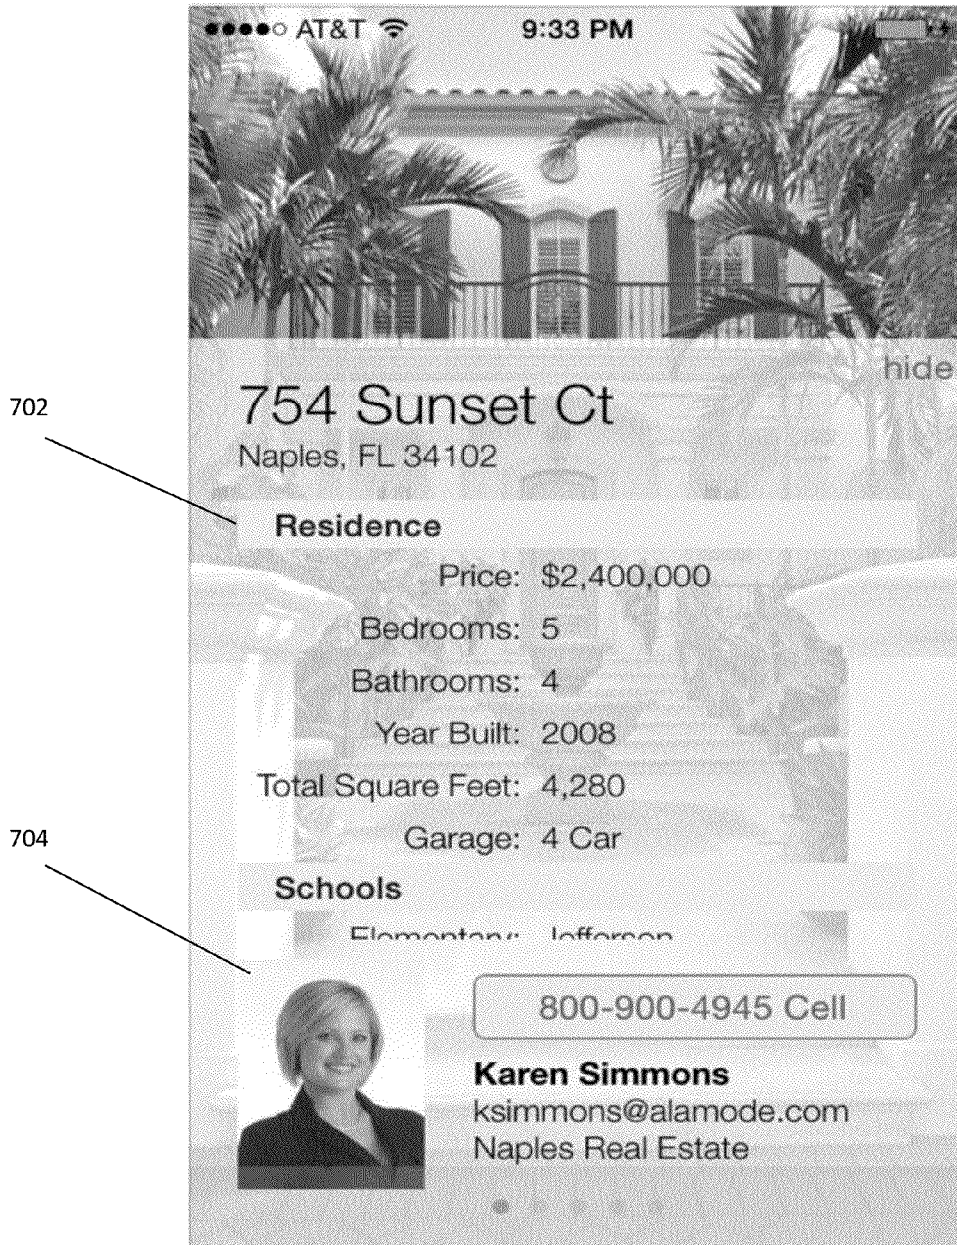 AT&T 9:33 PM
hide
754 Sunset Ct
702
Naples, FL 34102
Residence
Price: $2,400,000
Bedrooms: 5
Bathrooms: 4
Year Built: 2008
Total Square Feet: 4,280
704
Garage: 4 Car
Schools
Elementary: Jefferson
800-900-4945 Cell
Karen Simmons
ksimmons@alamode.com
Naples Real Estate